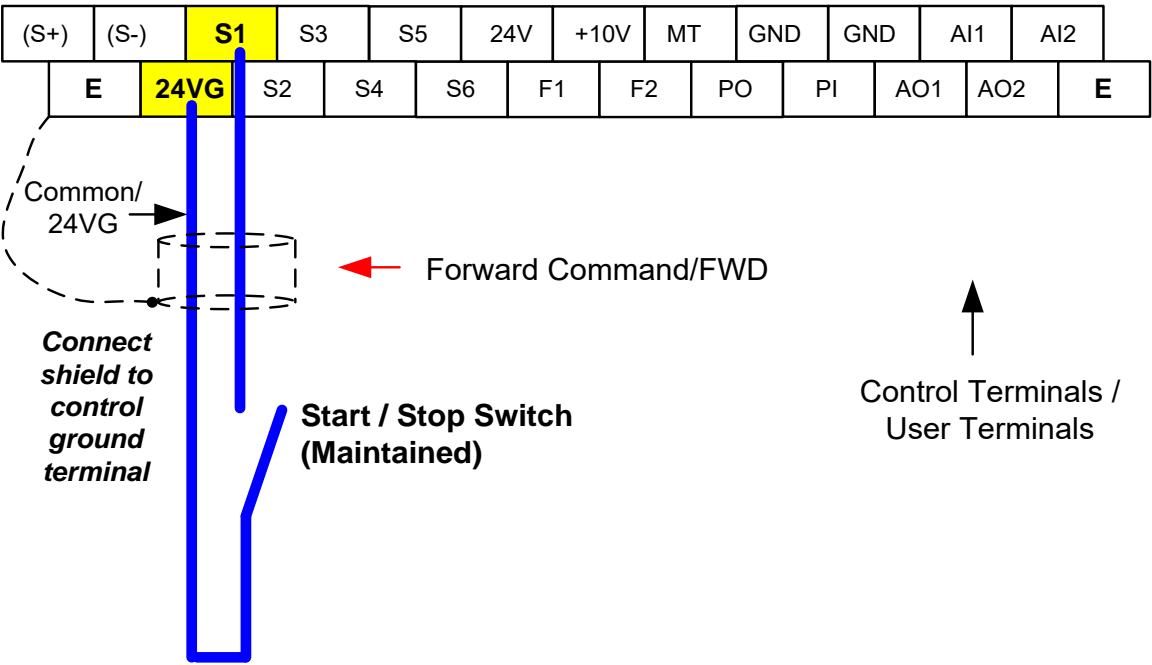 (S+) (S-) S1 S3 S5 24V +10V MT GND GND AI1 AI2
E 24VG S2 S4 S6 F1 F2 PO PI AO1 AO2 E
Common/
24VG
Forward Command/FWD
Connect
shield to
control
ground
terminal
Start / Stop Switch
(Maintained)
Control Terminals /
User Terminals